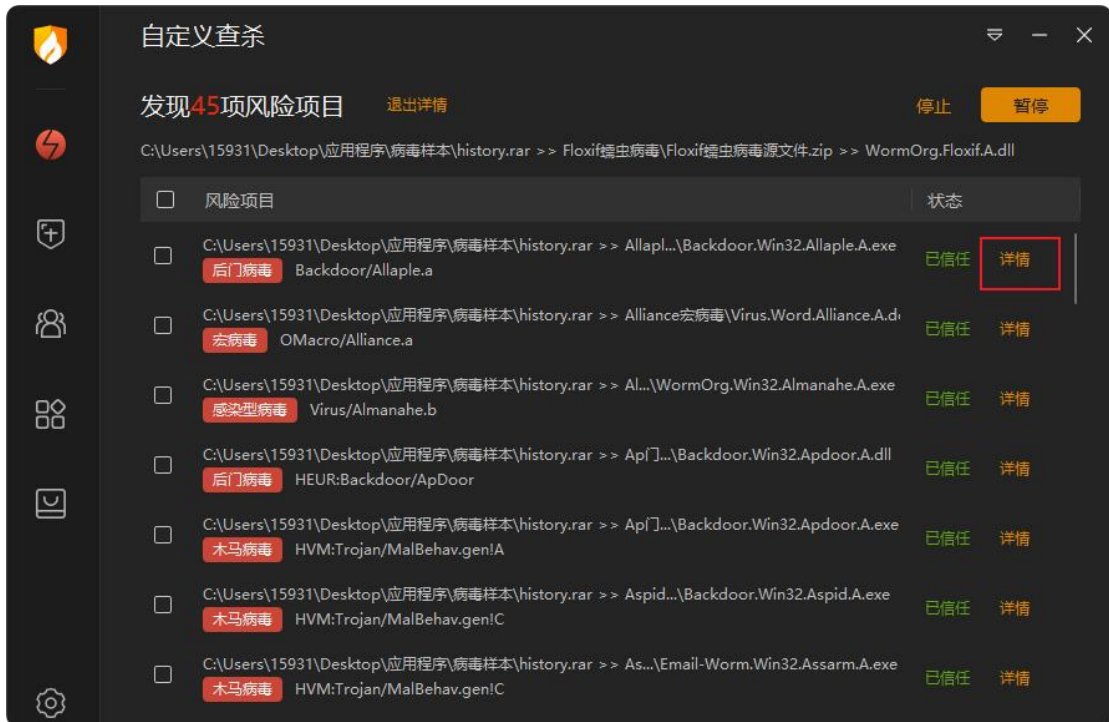 自定义查杀
发现45项风险项目 退出详情 停止 暂停
C:\Users\15931\Desktop\应用程序\病毒样本\history.rar >> Floxif蠕虫病毒\Floxif蠕虫病毒源文件.zip >> WormOrg.Floxif.A.dll
风险项目 状态
C:\Users\15931\Desktop\应用程序\病毒样本\history.rar >> Allapl...\Backdoor.Win32.Allaple.A.exe
后门病毒 Backdoor/Allaple.a
已信任 详情
C:\Users\15931\Desktop\应用程序\病毒样本\history.rar >> Alliance宏病毒\Virus.Word.Alliance.A.d
宏病毒 OMacro/Alliance.a
已信任 详情
C:\Users\15931\Desktop\应用程序\病毒样本\history.rar >> Al...\WormOrg.Win32.Almanahe.A.exe
感染型病毒 Virus/Almanahe.b
已信任 详情
C:\Users\15931\Desktop\应用程序\病毒样本\history.rar >> Ap门...\Backdoor.Win32.Apdoor.A.dll
后门病毒 HEUR:Backdoor/ApDoor
已信任 详情
C:\Users\15931\Desktop\应用程序\病毒样本\history.rar >> Ap门...\Backdoor.Win32.Apdoor.A.exe
木马病毒 HVM:Trojan/MalBehav.gen!A
已信任 详情
C:\Users\15931\Desktop\应用程序\病毒样本\history.rar >> Aspid...\Backdoor.Win32.Aspid.A.exe
木马病毒 HVM:Trojan/MalBehav.gen!C
已信任 详情
C:\Users\15931\Desktop\应用程序\病毒样本\history.rar >> As...\Email-Worm.Win32.Assarm.A.exe
木马病毒 HVM:Trojan/MalBehav.gen!C
已信任 详情